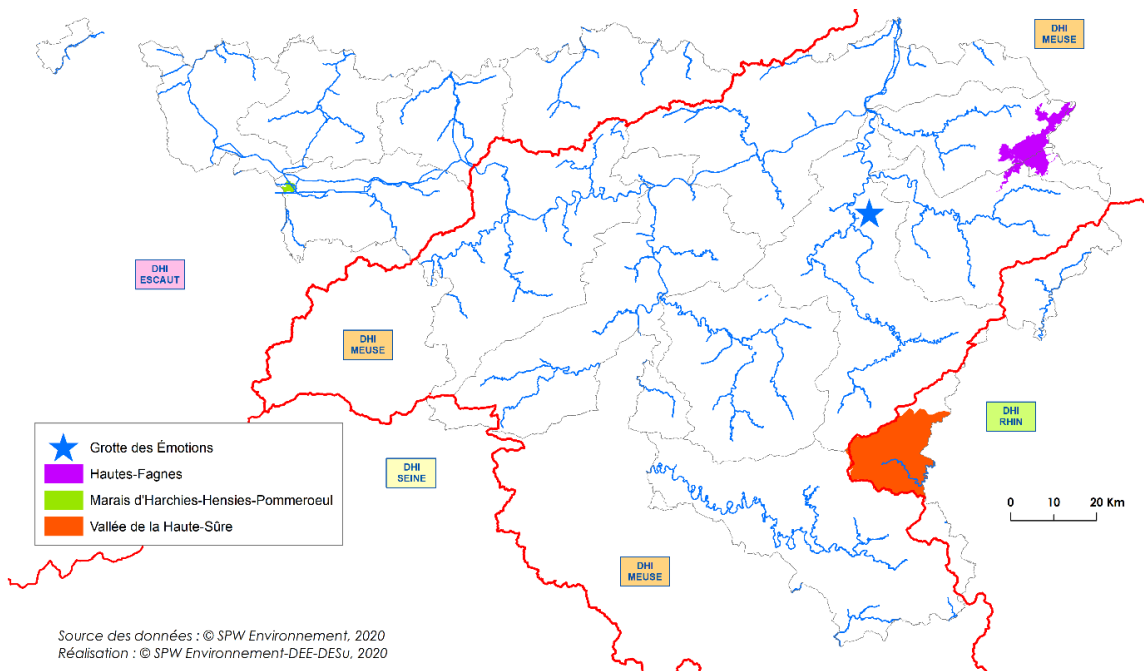 DHI
MEUSE
DHI
ESCAUT
DHI
MEUSE
DHI
RHIN
DHI
SEINE
DHI
MEUSE
Grotte des Émotions
Hautes-Fagnes
Marais d'Harchies-Hensies-Pommeroeul
Vallée de la Haute-Sûre
0 10 20 Km
Source des données : © SPW Environnement, 2020
Réalisation : © SPW Environnement-DEE-DESu, 2020